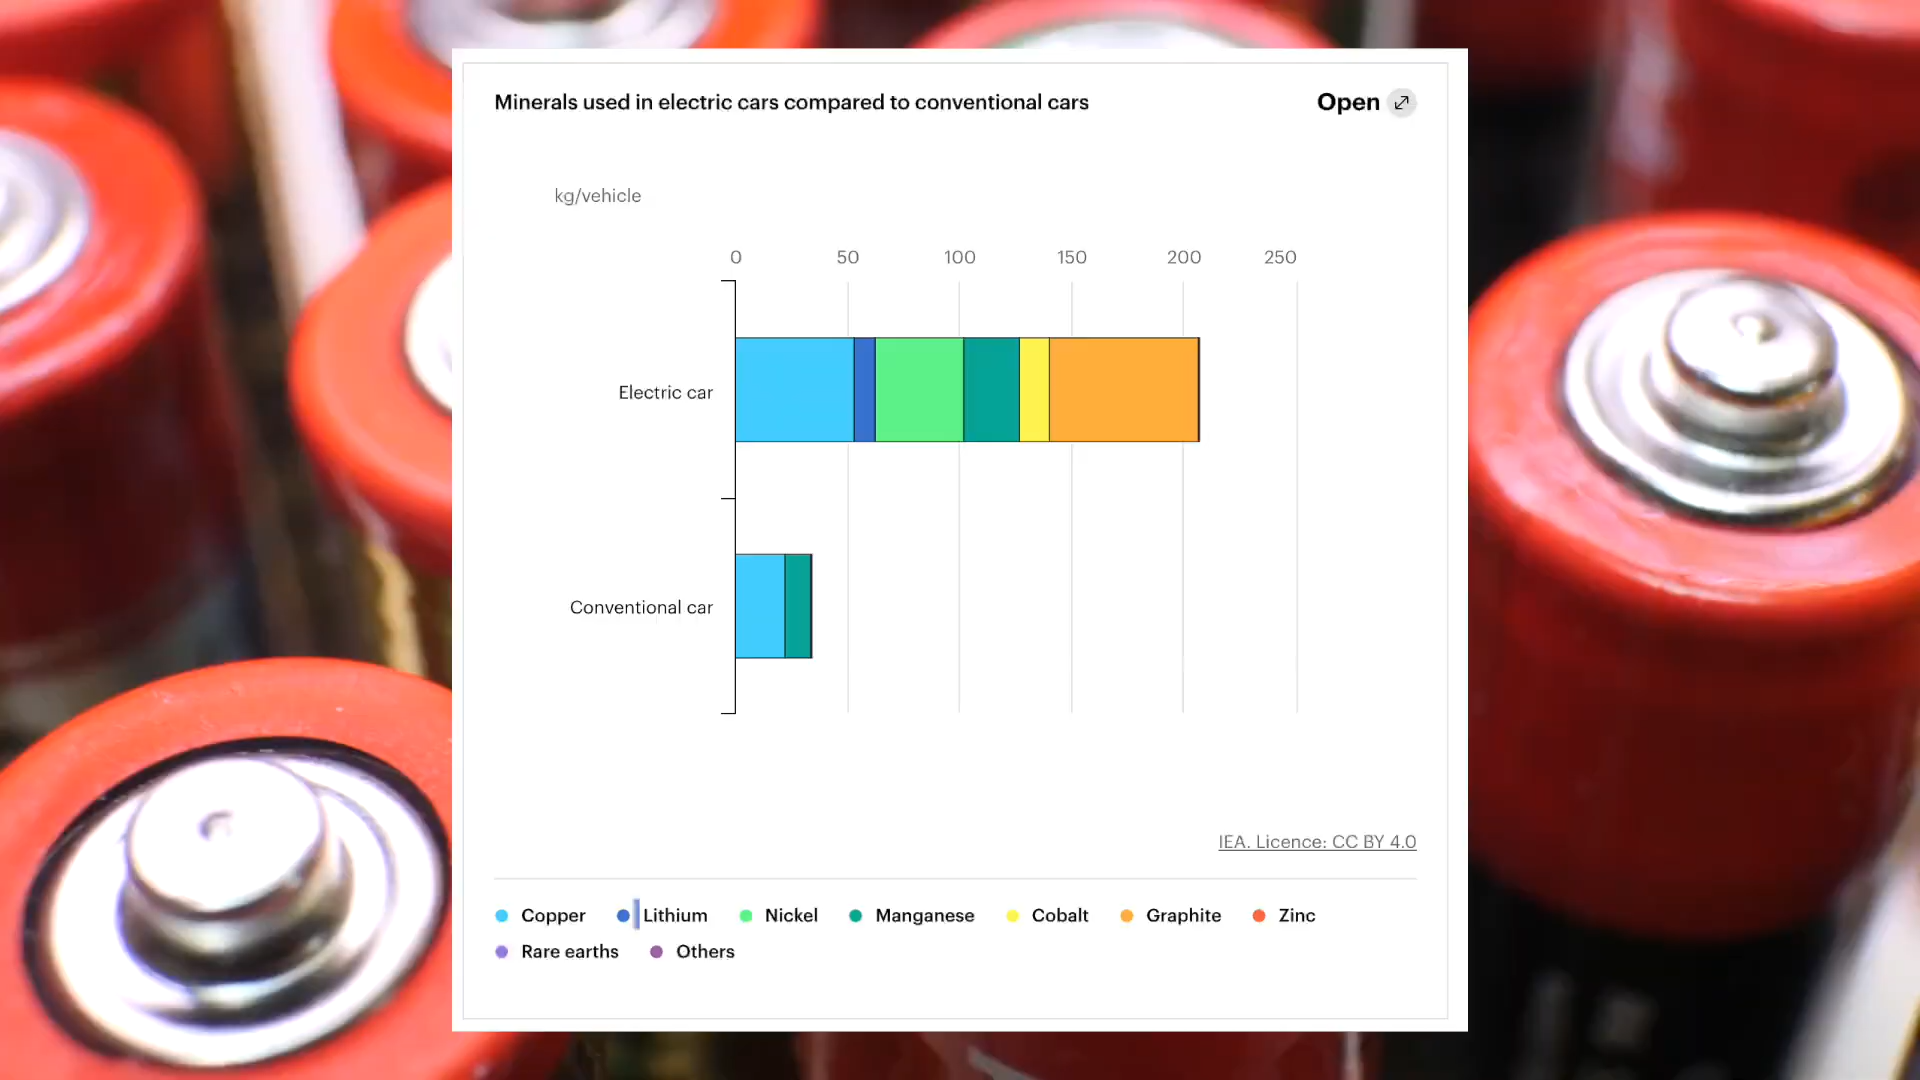 Minerals used in electric cars compared to conventional cars
Open
kg/vehicle
0 50 100 150 200 250
Electric car
Conventional car
IEA. Licence: CC BY 4.0
Copper Lithium Nickel Manganese Cobalt Graphite Zinc
Rare earths Others